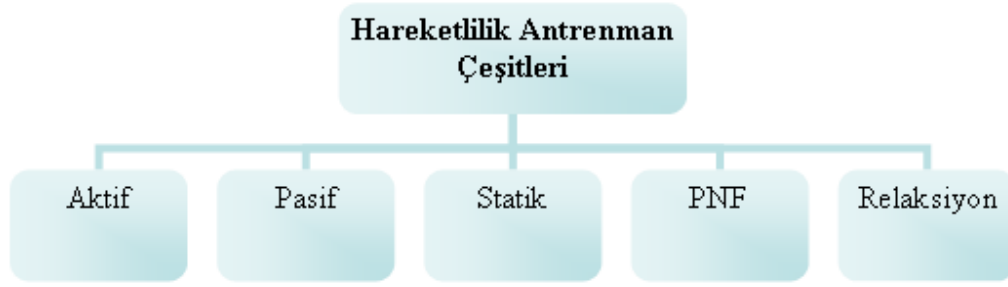 Hareketlilik Antrenman
Çeşitleri
Aktif
Pasif
Statik
PNF
Relaksiyon